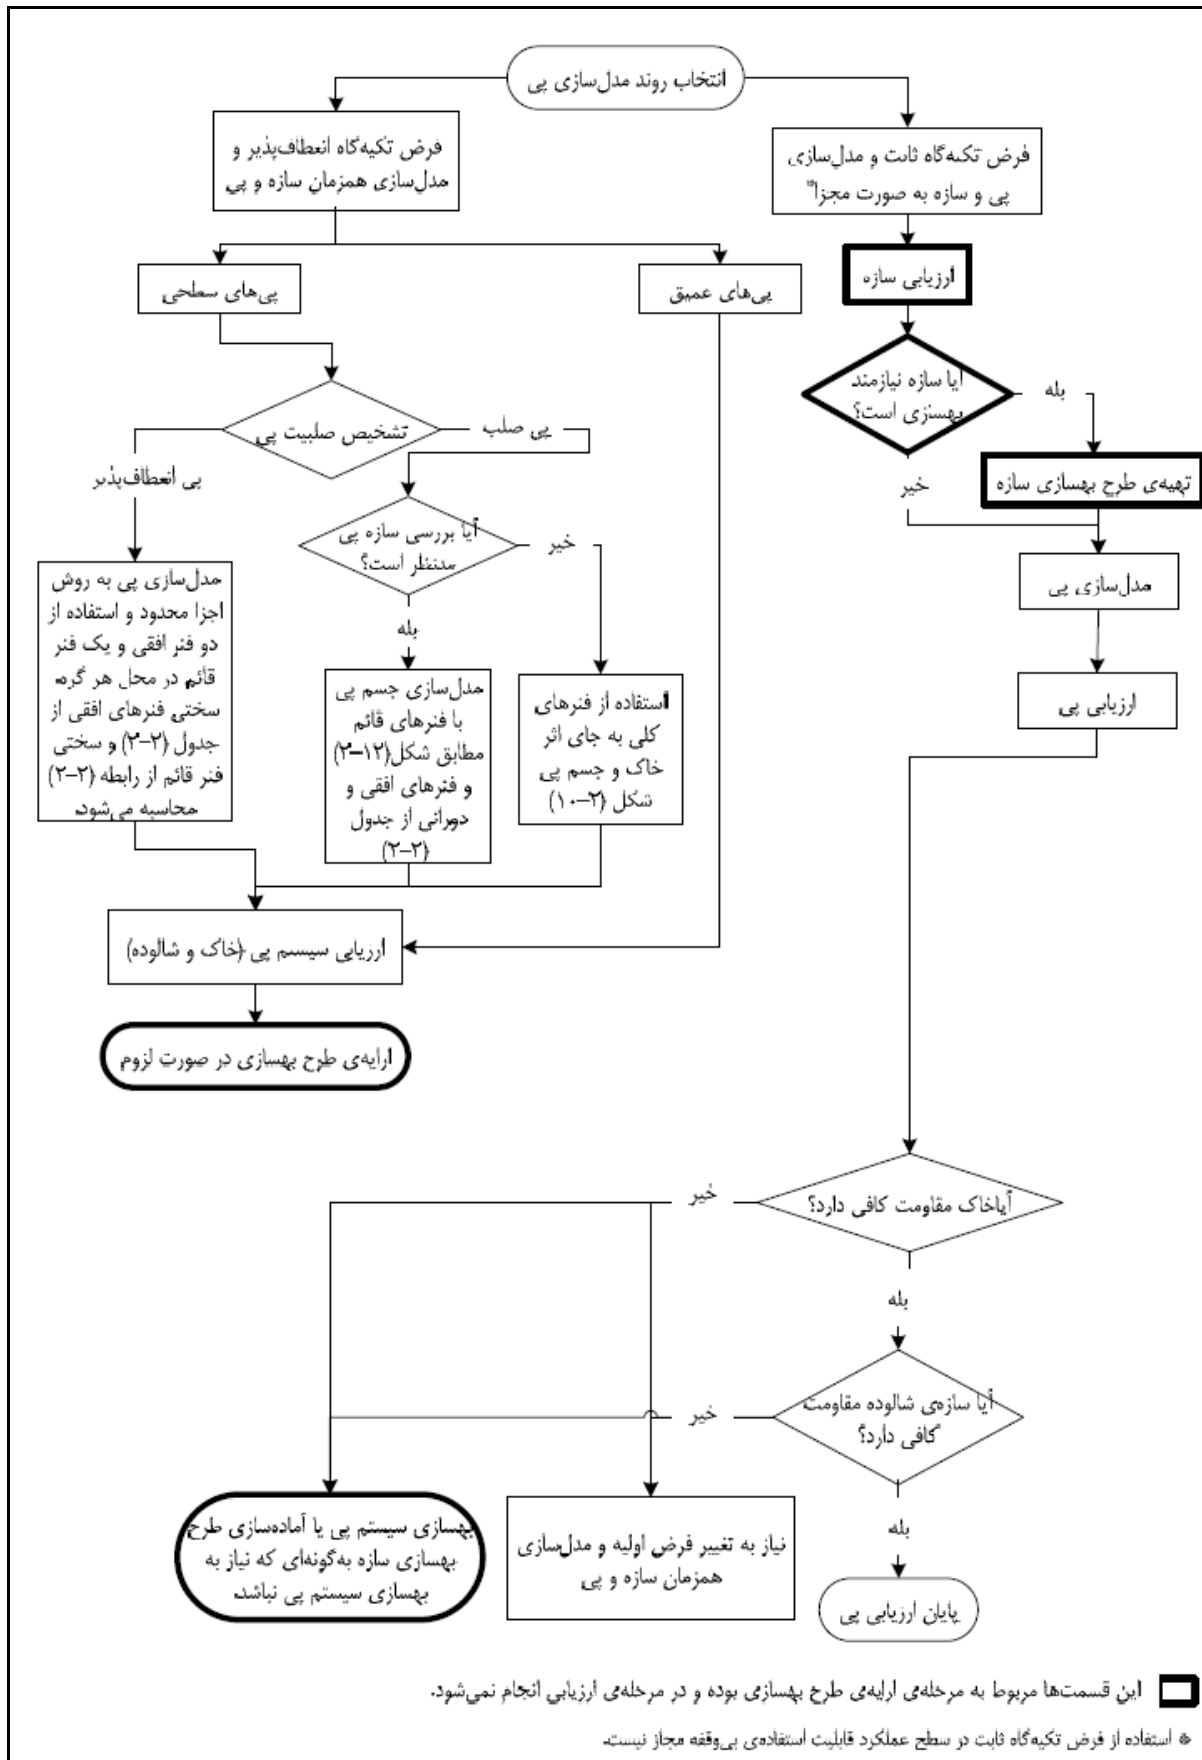 انتخاب روند مدل‌سازی پی
فرض تکیه‌گاه ثابت و مدل‌سازی
پی و سازه به صورت مجزا*
ارزیابی سازه
آیا سازه نیازمند
بهسازی است؟
بله
خیر
تهیه‌ی طرح بهسازی سازه
مدل‌سازی پی
ارزیابی پی
فرض تکیه‌گاه انعطاف‌پذیر و
مدل‌سازی همزمان سازه و پی
پی‌های عمیق
پی‌های سطحی
تشخیص صلبیت پی
پی صلب
پی انعطاف‌پذیر
آیا بررسی سازه پی
مدنظر است؟
خیر
بله
استفاده از فنرهای
کلی به جای اثر
خاک و جسم پی
شکل (۲–۱۰)
مدل‌سازی جسم پی
با فنرهای قائم
مطابق شکل(۲–۱۲)
و فنرهای افقی و
دورانی از جدول
(۲–۲)
مدل‌سازی پی به روش
اجزا محدود و استفاده از
دو فنر افقی و یک فنر
قائم در محل هر گره.
سختی فنرهای افقی از
جدول (۲–۲) و سختی
فنر قائم از رابطه (۲–۲)
محاسبه می‌شود.
ارزیابی سیستم پی (خاک و شالوده)
ارایه‌ی طرح بهسازی در صورت لزوم
آیاخاک مقاومت کافی دارد؟
خیر
بله
آیا سازه‌ی شالوده مقاومت
کافی دارد؟
خیر
بله
پایان ارزیابی پی
نیاز به تغییر فرض اولیه و مدل‌سازی
همزمان سازه و پی
بهسازی سیستم پی یا آماده‌سازی طرح
بهسازی سازه به‌گونه‌ای که نیاز به
بهسازی سیستم پی نباشد.
این قسمت‌ها مربوط به مرحله‌ی ارایه‌ی طرح بهسازی بوده و در مرحله‌ی ارزیابی انجام نمی‌شود.
* استفاده از فرض تکیه‌گاه ثابت در سطح عملکرد قابلیت استفاده‌ی بی‌وقفه مجاز نیست.